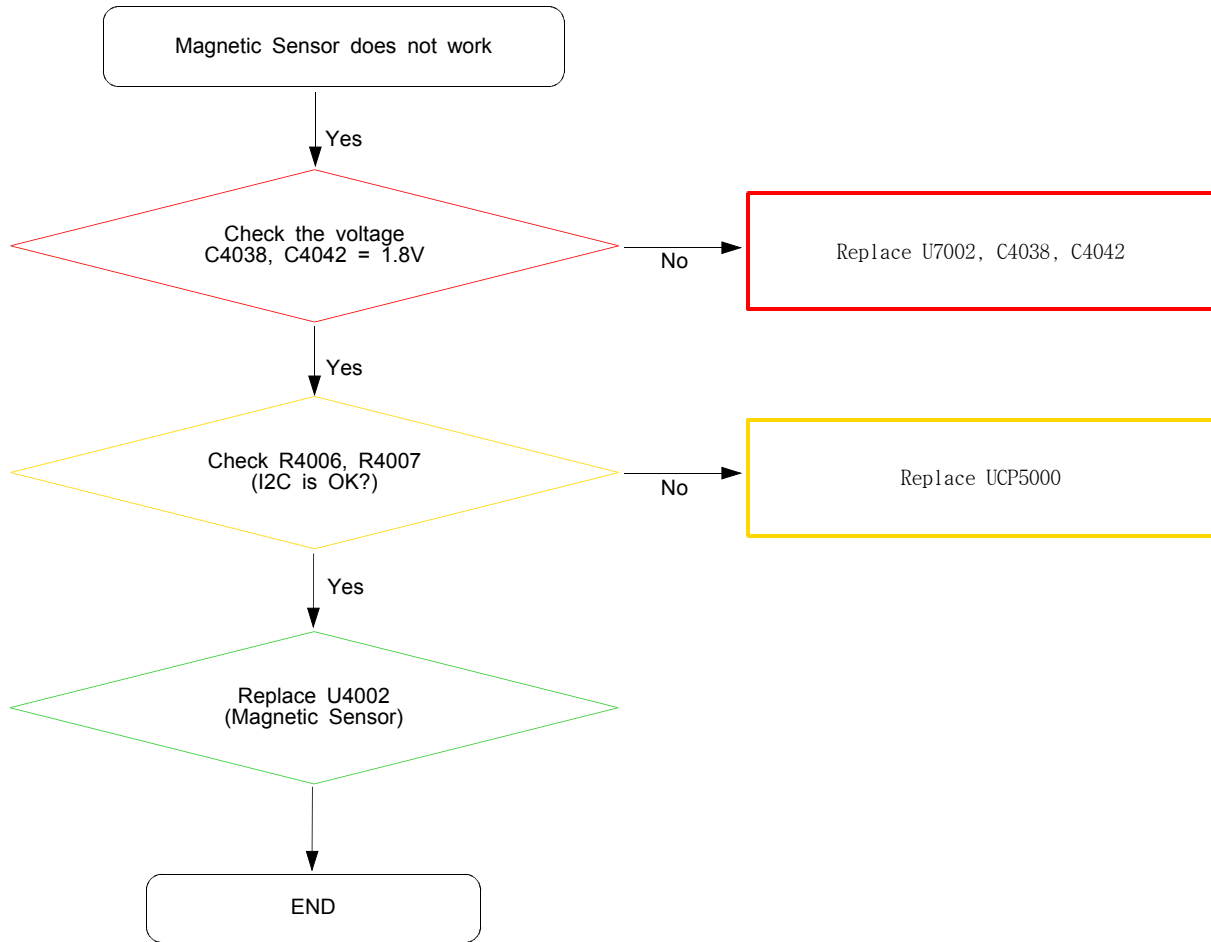 Magnetic Sensor does not work
Yes
Check the voltage
C4038, C4042 = 1.8V
No
Replace U7002, C4038, C4042
Yes
Check R4006, R4007
(I2C is OK?)
No
Replace UCP5000
Yes
Replace U4002
(Magnetic Sensor)
END